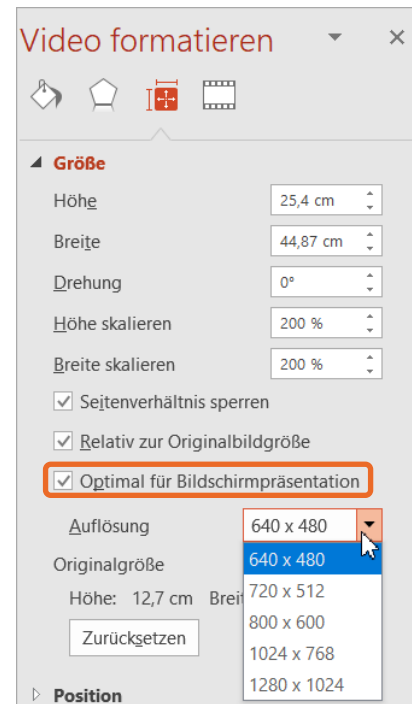 Video formatieren
Größe
Höhe 25,4 cm
Breite 44,87 cm
Drehung 0°
Höhe skalieren 200 %
Breite skalieren 200 %
Seitenverhältnis sperren
Relativ zur Originalbildgröße
Optimal für Bildschirmpräsentation
Auflösung 640 x 480
640 x 480
Originalgröße
720 x 512
Höhe: 12,7 cm
800 x 600
Zurücksetzen
1024 x 768
1280 x 1024
Position